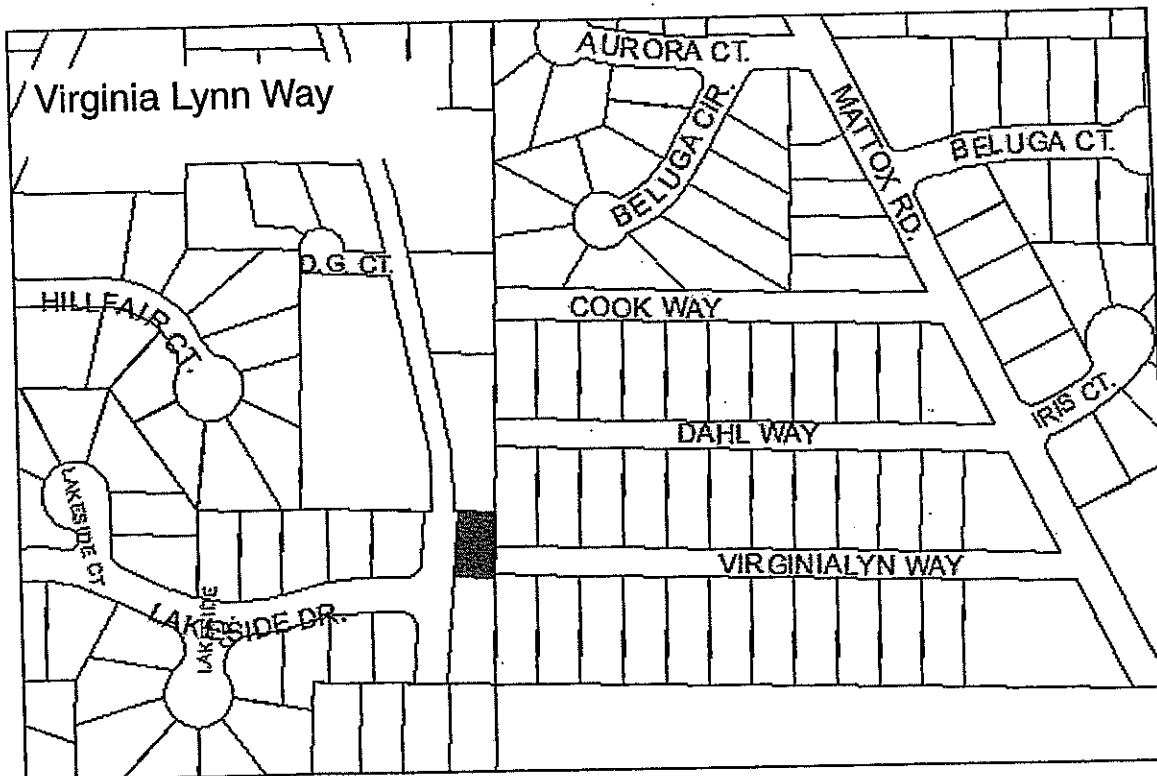 AURORA CT.
Virginia Lynn Way
BELUGA CIR.
MATTOX RD.
BELUGA CT.
D.G. CT.
HILLFAIR CT.
COOK WAY
IRIS CT.
DAHL WAY
LAKESIDE CT
VIRGINIALYN WAY
LAKESIDE DR.
LAKESIDE